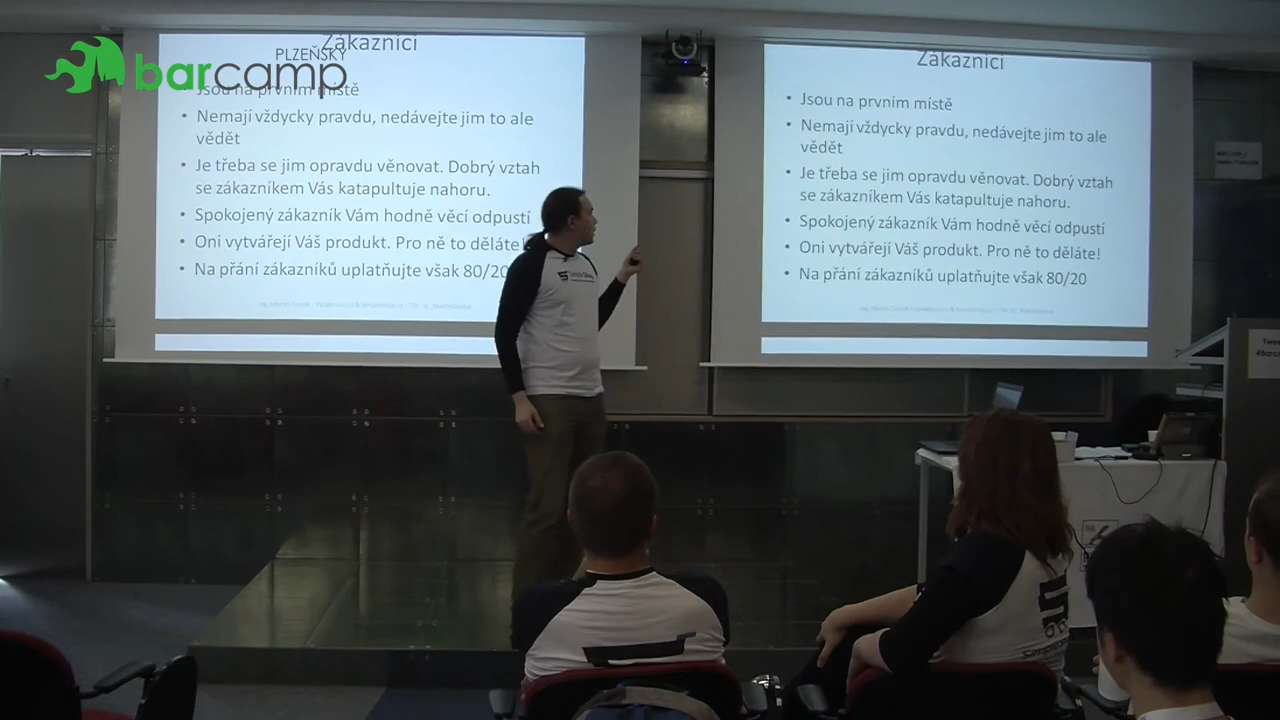 PLZEŇSKÝ
barcamp
Zákazníci
Jsou na prvním místě
• Nemají vždycky pravdu, nedávejte jim to ale
vědět
• Je třeba se jim opravdu věnovat. Dobrý vztah
se zákazníkem Vás katapultuje nahoru.
• Spokojený zákazník Vám hodně věcí odpustí
• Oni vytvářejí Váš produkt. Pro ně to děláte!
• Na přání zákazníků uplatňujte však 80/20
Zákazníci
• Jsou na prvním místě
• Nemají vždycky pravdu, nedávejte jim to ale
vědět
• Je třeba se jim opravdu věnovat. Dobrý vztah
se zákazníkem Vás katapultuje nahoru.
• Spokojený zákazník Vám hodně věcí odpustí
• Oni vytvářejí Váš produkt. Pro ně to děláte!
• Na přání zákazníků uplatňujte však 80/20